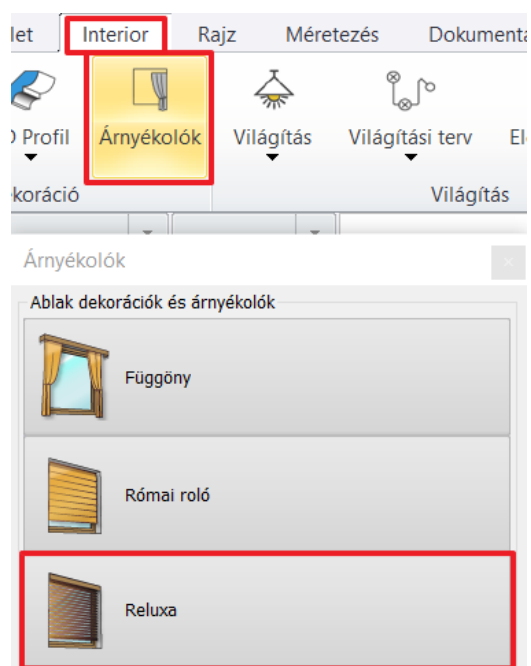 let Interior Rajz Méretezés Dokumenta
Profil Árnyékolók Világítás Világítási terv El
koráció Világítás
Árnyékolók
Ablak dekorációk és árnyékolók
Függöny
Római roló
Reluxa